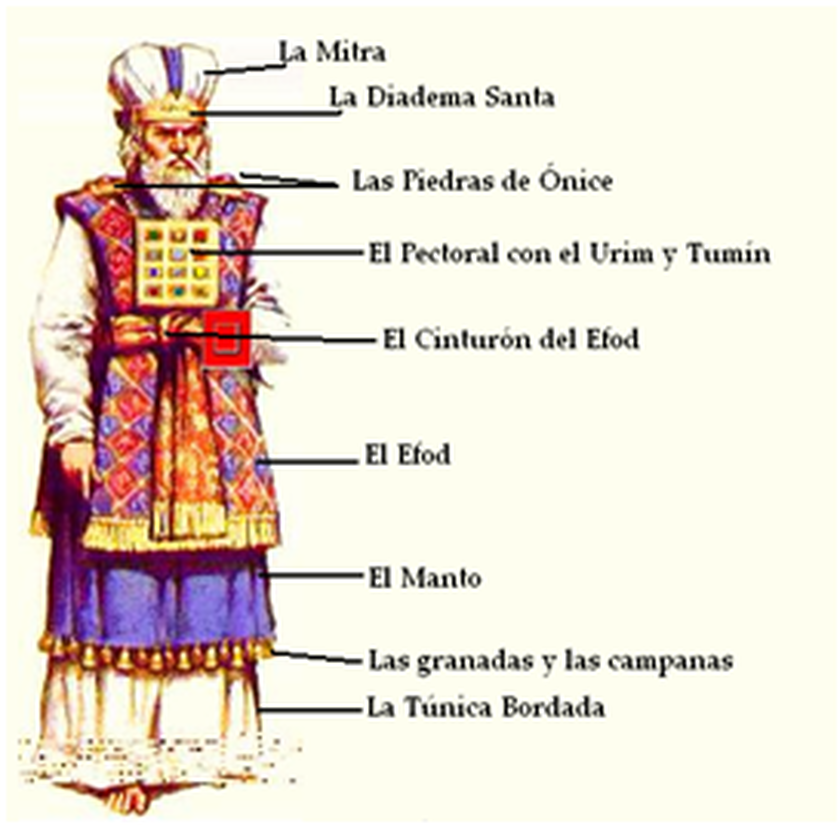 La Mitra
La Diadema Santa
Las Piedras de Ónice
El Pectoral con el Urim y Tumín
El Cinturón del Efod
El Efod
El Manto
Las granadas y las campanas
La Túnica Bordada